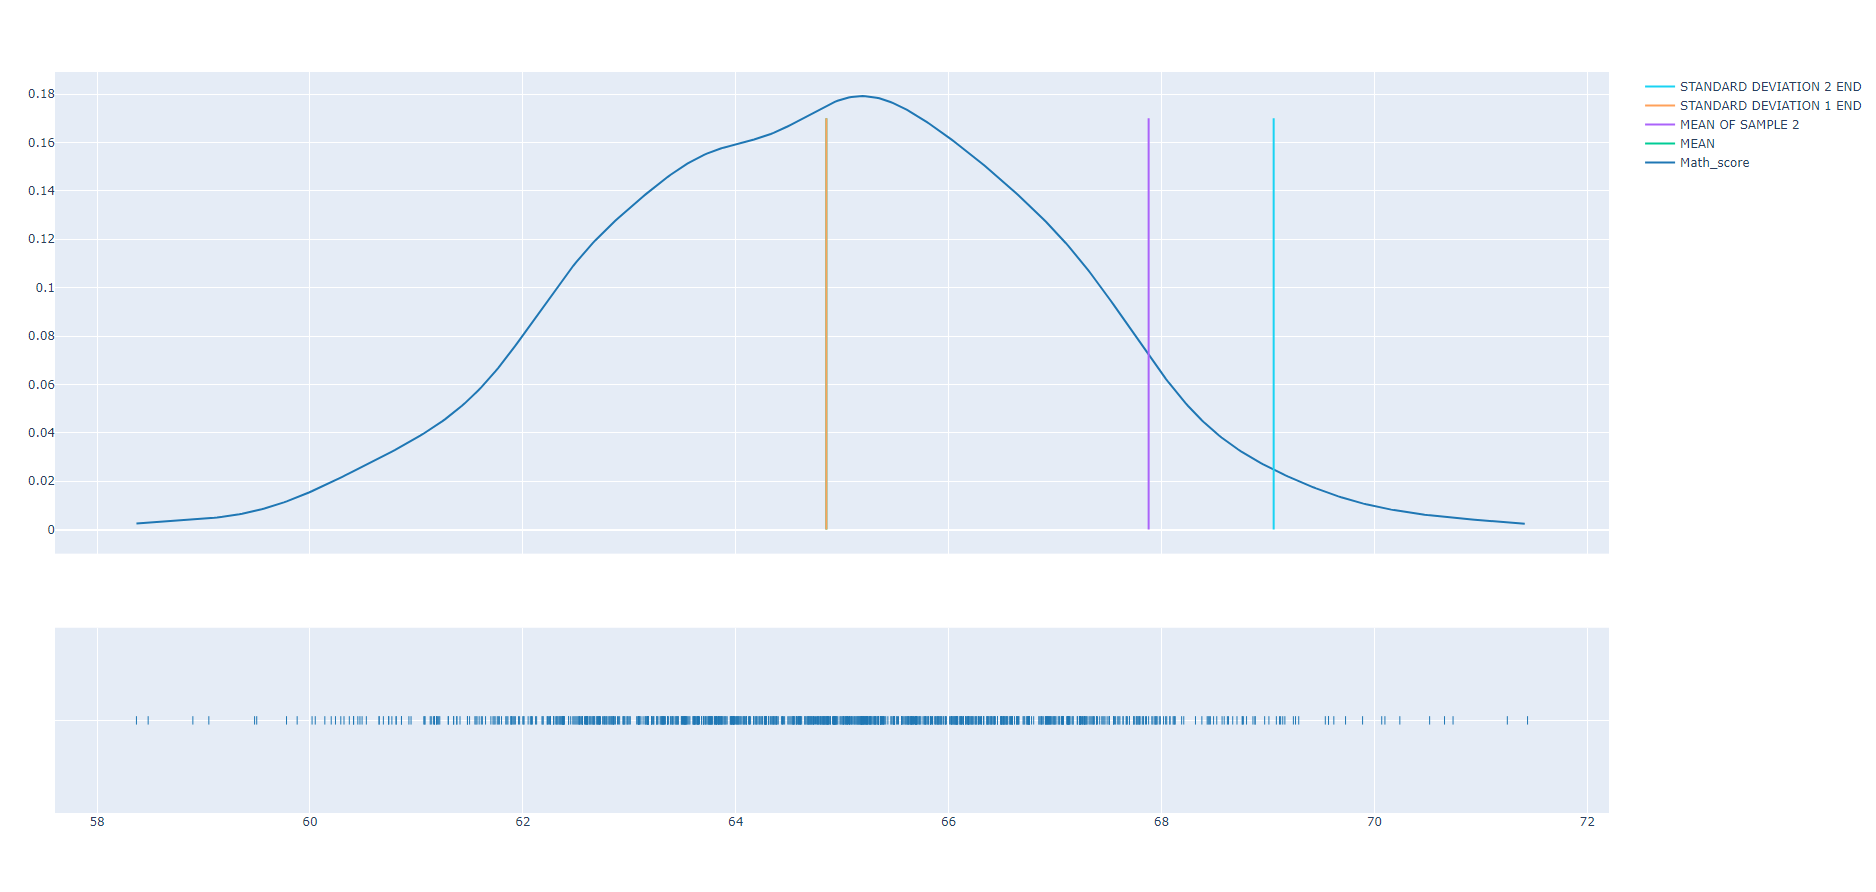 0.18
0.16
0.14
0.12
0.1
0.08
0.06
0.04
0.02
0
STANDARD DEVIATION 2 END
STANDARD DEVIATION 1 END
MEAN OF SAMPLE 2
MEAN
Math_score
58 60 62 64 66 68 70 72